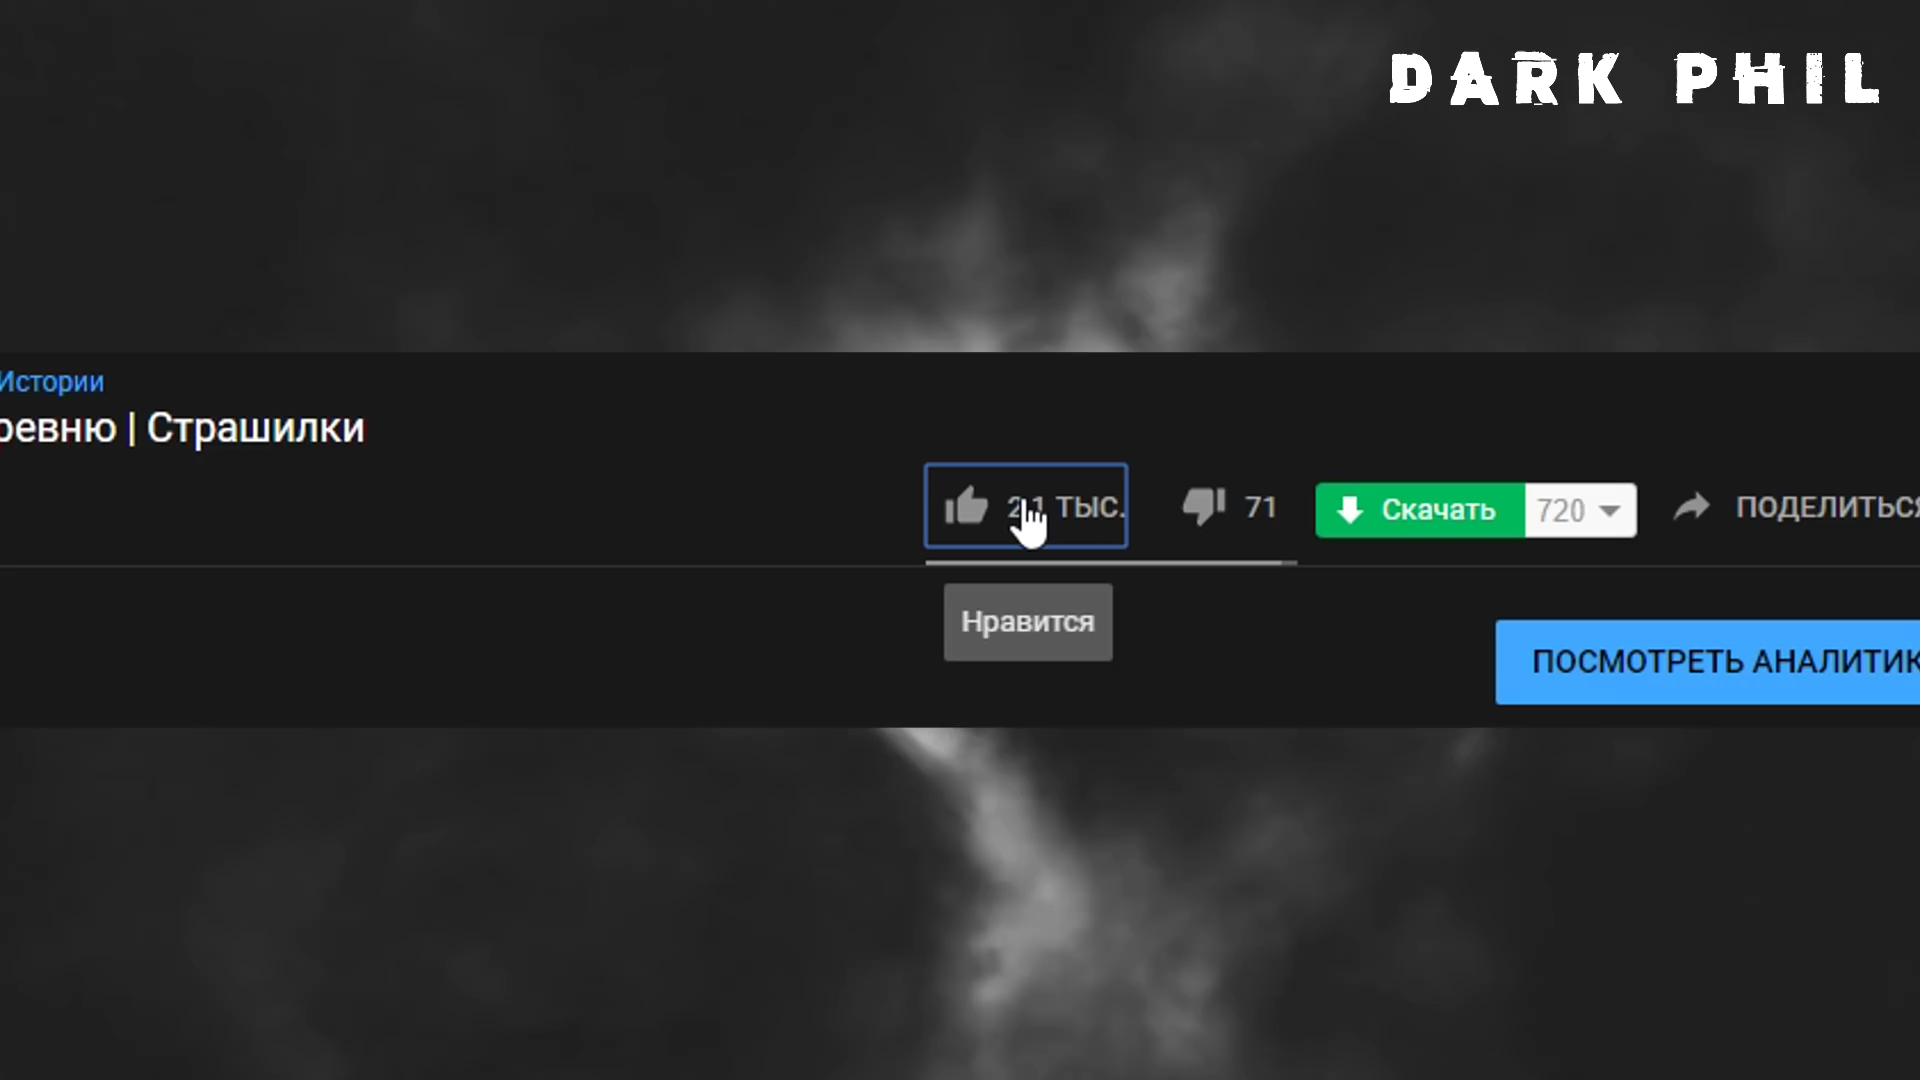 DARK PHIL
Истории
ревню | Страшилки
ТЫС.
71
Скачать
720
ПОДЕЛИТЬСЯ
Нравится
ПОСМОТРЕТЬ АНАЛИТИК